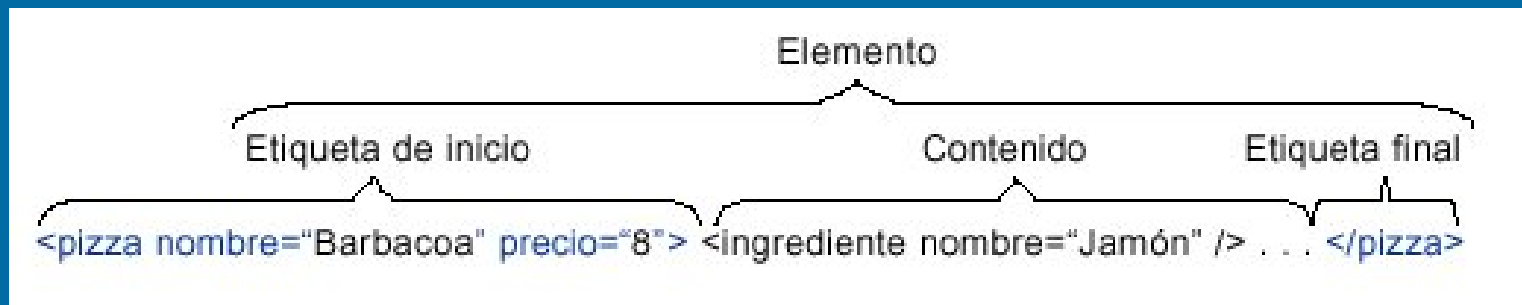 Elemento
Etiqueta de inicio Contenido Etiqueta final
<pizza nombre=“Barbacoa” precio=“8”> <ingrediente nombre=“Jamón” /> . . . </pizza>